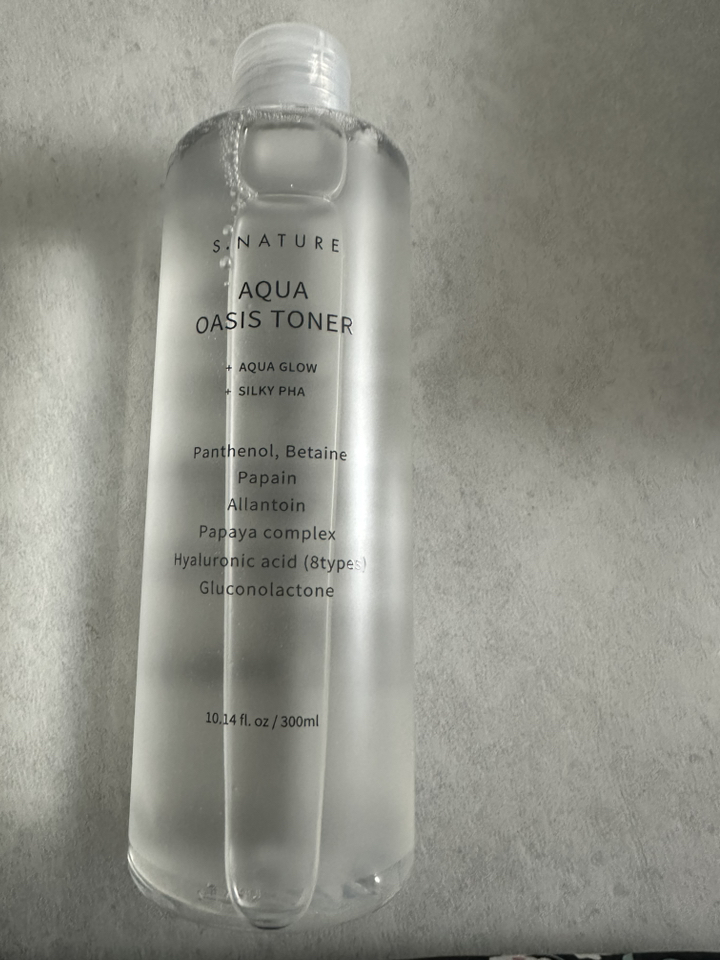 S.NATURE
AQUA
OASIS TONER
+ AQUA GLOW
+ SILKY PHA
Panthenol, Betaine
Papain
Allantoin
Papaya complex
Hyaluronic acid (8types)
Gluconolactone
10.14 fl. oz / 300ml